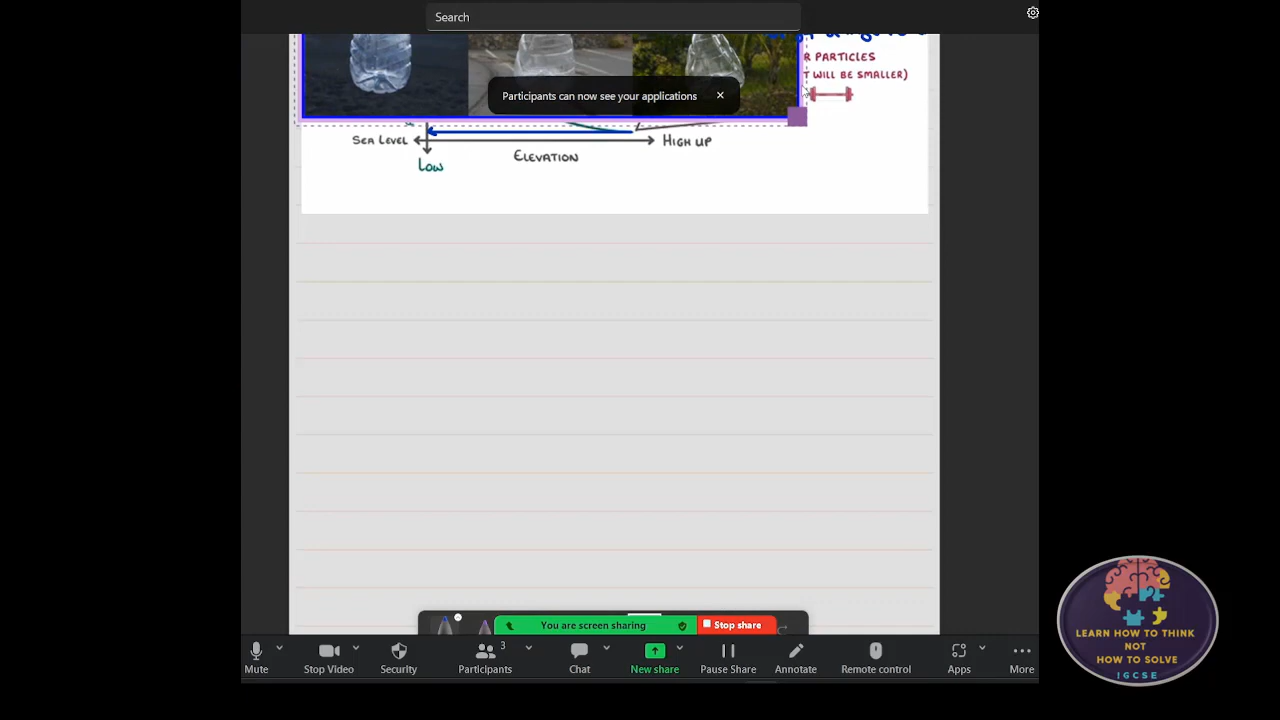 Search
R PARTICLES
T WILL BE SMALLER)
Participants can now see your applications
SEA LEVEL
HIGH UP
ELEVATION
LOW
You are screen sharing
Stop share
3
Mute
Stop Video
Security
Participants
Chat
New share
Pause Share
Annotate
Remote control
Apps
More
LEARN HOW TO THINK
NOT
HOW TO SOLVE
IGCSE